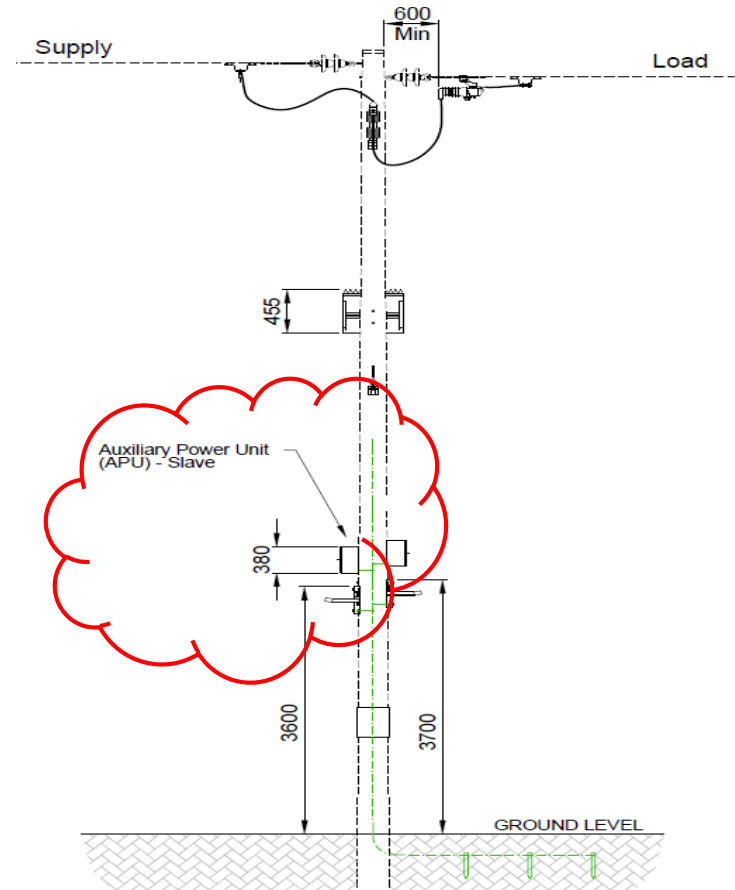 600
Min
Supply
Load
455
Auxiliary Power Unit
(APU) - Slave
380
3600
3700
GROUND LEVEL